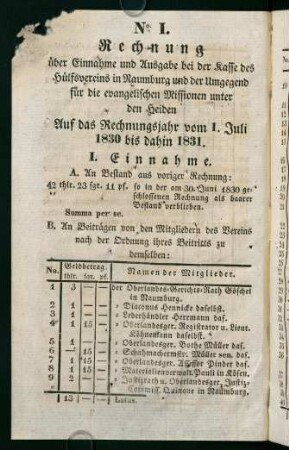 No. I.
Rechnung
über Einnahme und Ausgabe bei der Kasse des
Hülfsvereins in Naumburg und der Umgegend
für die evangelischen Missionen unter
den Heiden
Auf das Rechnungsjahr vom 1. Juli
1830 bis dahin 1831.
I. Einnahme.
A. An Bestand aus voriger Rechnung:
42 thlr. 23 sgr. 11 pf. so in der am 30. Juni 1830 ge-
schlossenen Rechnung als baarer
Bestand verblieben.
Summa per se.
B. An Beiträgen von den Mitgliedern des Vereins
nach der Ordnung ihres Beitritts zu
demselben:
No. Geldbetrag. Namen der Mitglieder.
thlr. sgr. pf.
1 3 — — der Oberlandes-Gerichts-Rath Göschel
in Naumburg.
2 1 — — = Diaconus Hennicke daselbst.
3 1 — — = Lederhändler Herrmann das.
4 1 15 — = Oberlandesger. Registrator u. Lieut.
Köhnemann daselbst.
5 1 — — = Oberlandesger. Bothe Müller das.
6 — 15 — = Schuhmachermstr. Müller sen. das.
7 1 15 — = Oberlandesger. Assessor Pinder das.
8 1 15 — = Materialienverwalt. Pauli in Kösen.
9 2 — — = Justizrath u. Oberlandesger. Justiz-
Commiss. in Naumburg.
13 — — Latus.